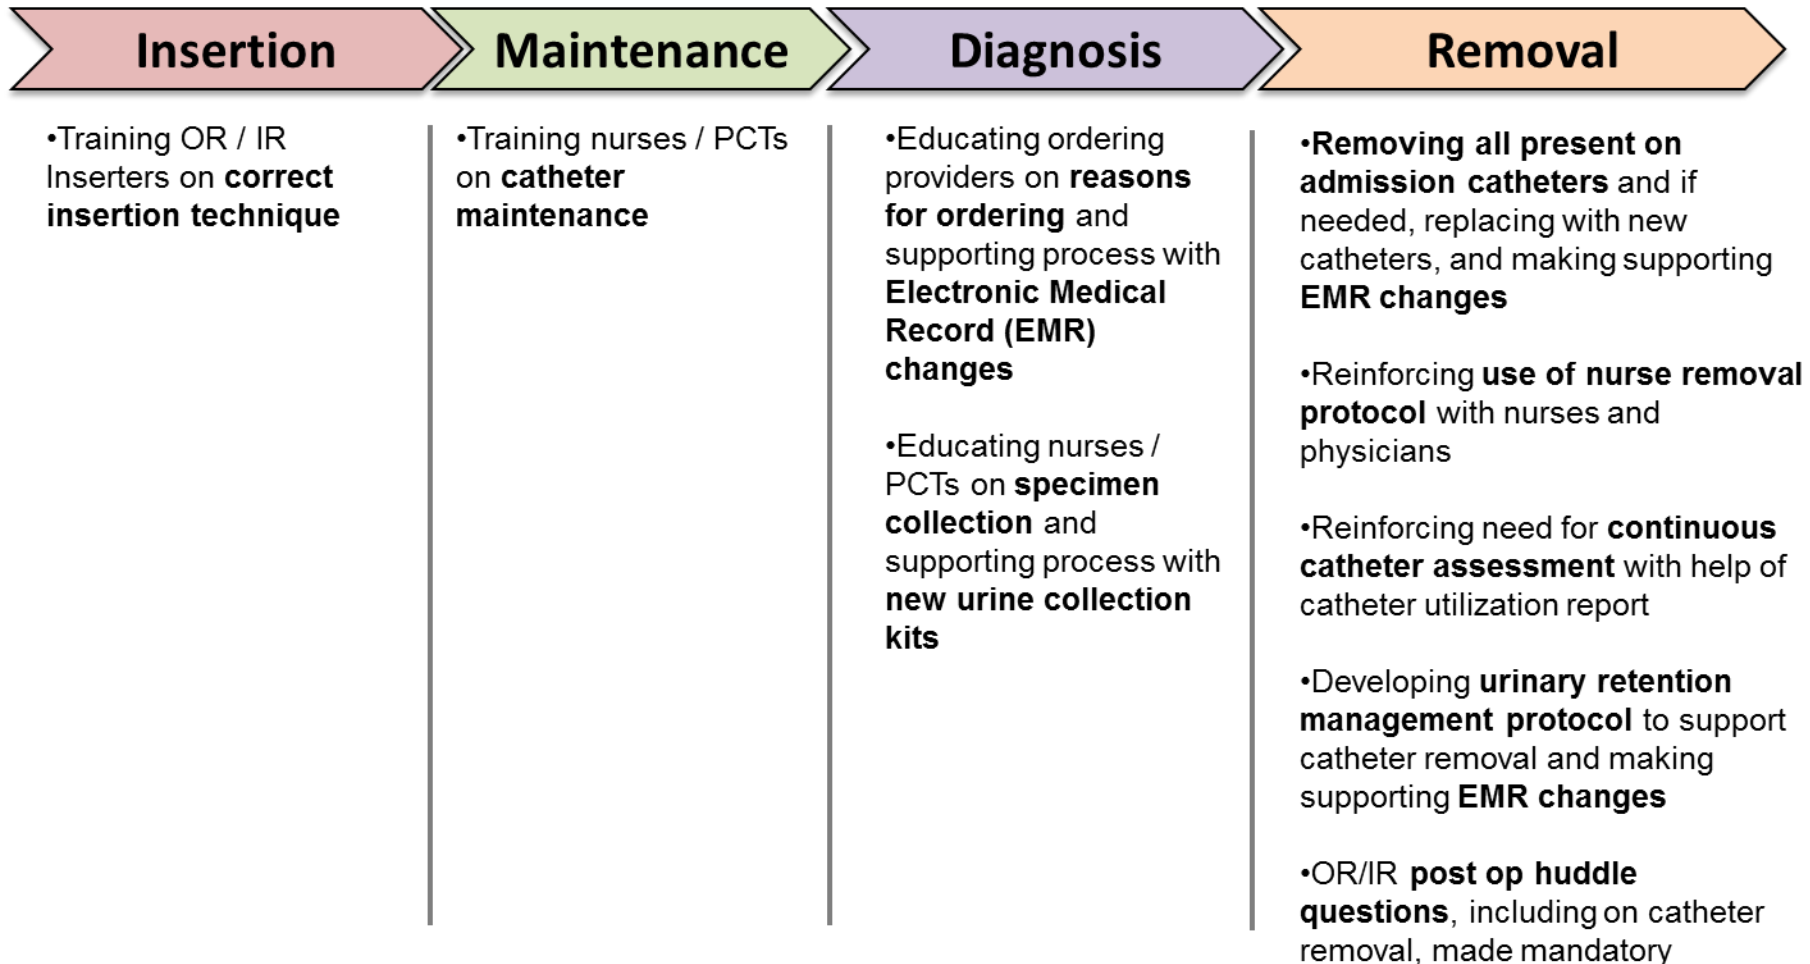 Insertion
Maintenance
Diagnosis
Removal
•Training OR / IR
Inserters on correct
insertion technique
•Training nurses / PCTs
on catheter
maintenance
•Educating ordering
providers on reasons
for ordering and
supporting process with
Electronic Medical
Record (EMR)
changes
•Educating nurses /
PCTs on specimen
collection and
supporting process with
new urine collection
kits
•Removing all present on
admission catheters and if
needed, replacing with new
catheters, and making supporting
EMR changes
•Reinforcing use of nurse removal
protocol with nurses and
physicians
•Reinforcing need for continuous
catheter assessment with help of
catheter utilization report
•Developing urinary retention
management protocol to support
catheter removal and making
supporting EMR changes
•OR/IR post op huddle
questions, including on catheter
removal, made mandatory